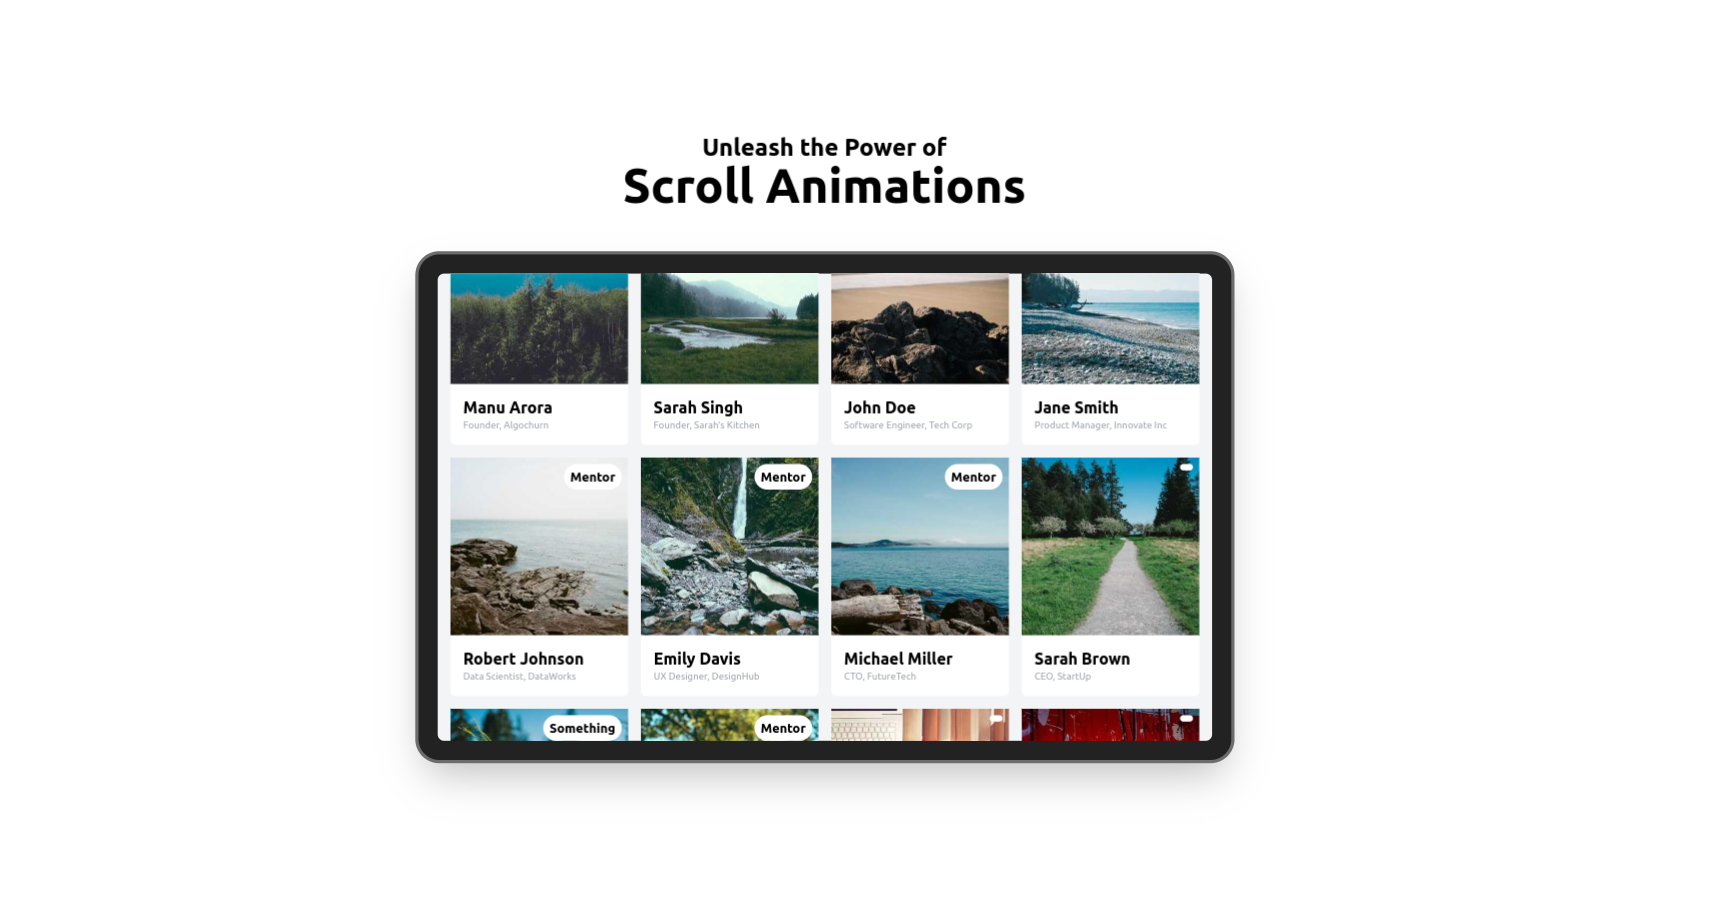 Unleash the Power of
Scroll Animations
Manu Arora
Founder, Algochurn
Sarah Singh
Founder, Sarah's Kitchen
John Doe
Software Engineer, Tech Corp
Jane Smith
Product Manager, Innovate Inc
Mentor
Robert Johnson
Data Scientist, DataWorks
Mentor
Emily Davis
UX Designer, DesignHub
Mentor
Michael Miller
CTO, FutureTech
Sarah Brown
CEO, StartUp
Something
Mentor